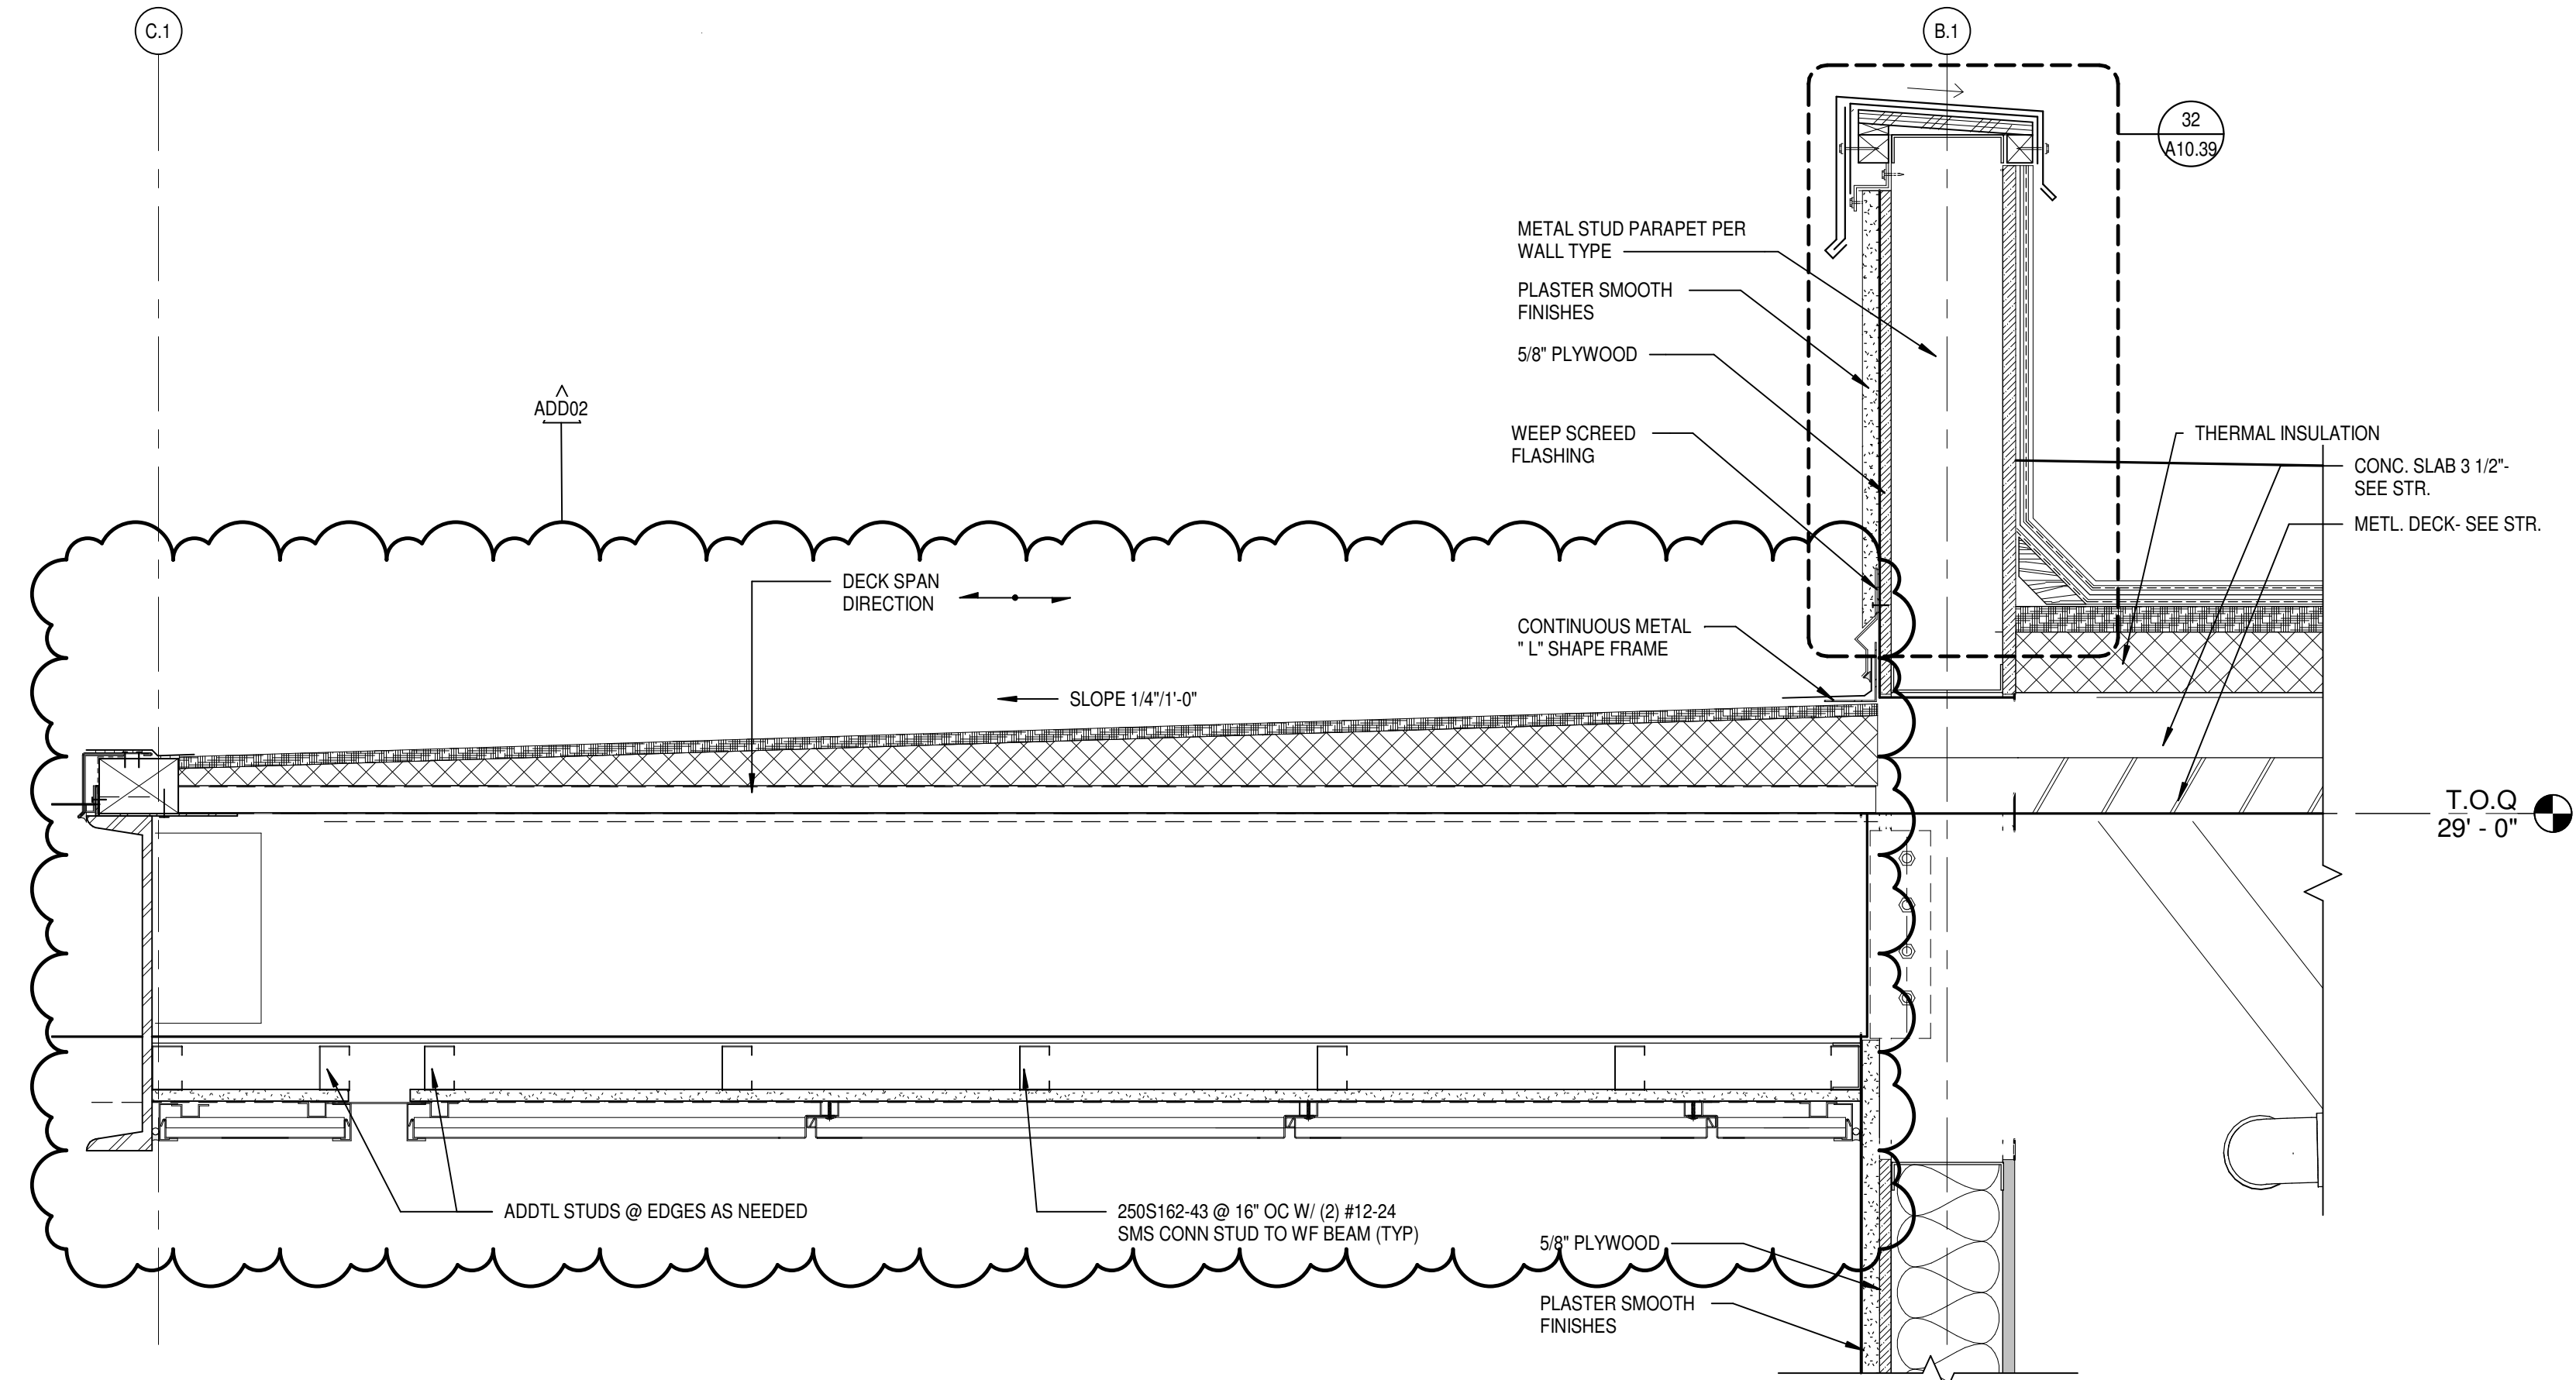 C.1
B.1
32
A10.39
METAL STUD PARAPET PER
WALL TYPE
PLASTER SMOOTH
FINISHES
5/8" PLYWOOD
ADD02
WEEP SCREED
FLASHING
THERMAL INSULATION
CONC. SLAB 3 1/2"-
SEE STR.
METL. DECK- SEE STR.
DECK SPAN
DIRECTION
CONTINUOUS METAL
" L" SHAPE FRAME
SLOPE 1/4"/1'-0"
T.O.Q
29' - 0"
ADDTL STUDS @ EDGES AS NEEDED
250S162-43 @ 16" OC W/ (2) #12-24
SMS CONN STUD TO WF BEAM (TYP)
5/8" PLYWOOD
PLASTER SMOOTH
FINISHES